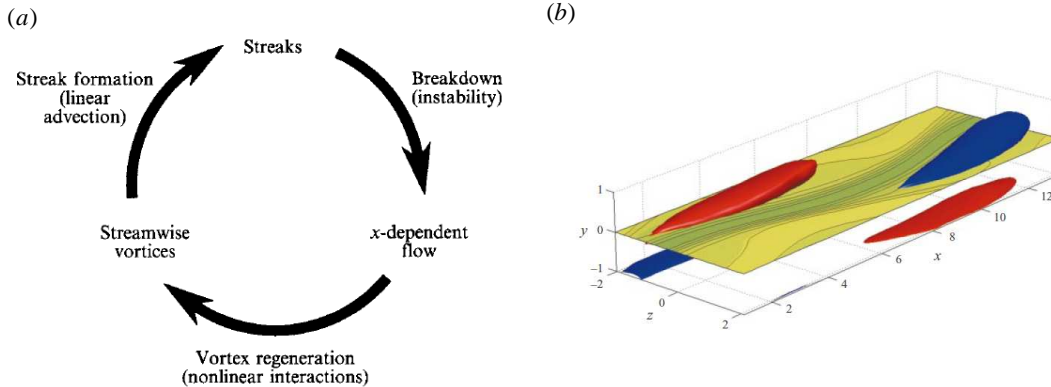 (a)
Streaks
Streak formation
(linear
advection)
Breakdown
(instability)
Streamwise
vortices
x-dependent
flow
Vortex regeneration
(nonlinear interactions)
(b)
1
y 0
−1
−2
0
z
2
2
4
6
8
x
10
12